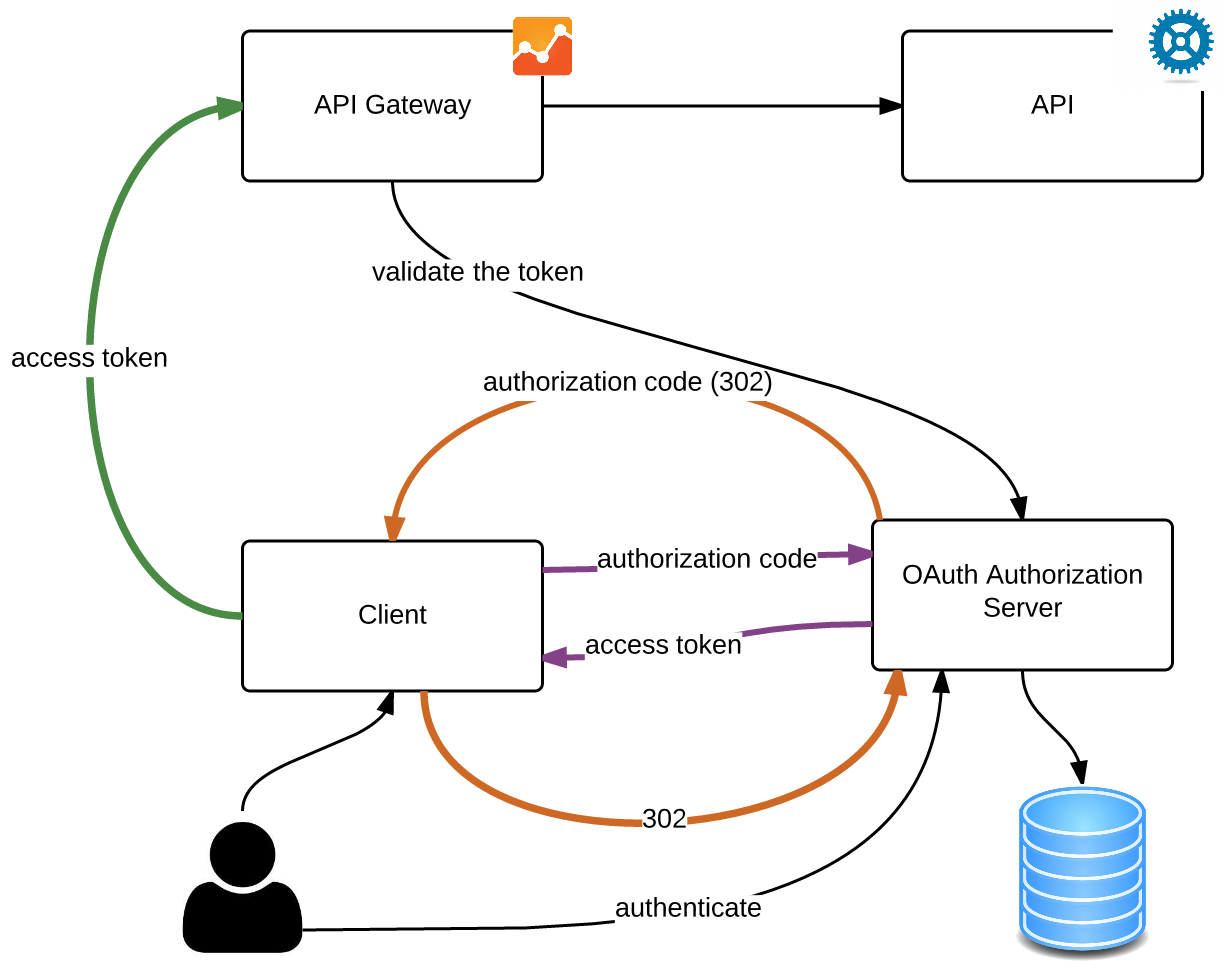 API Gateway
API
validate the token
access token
authorization code (302)
authorization code
OAuth Authorization
Server
Client
access token
302
authenticate